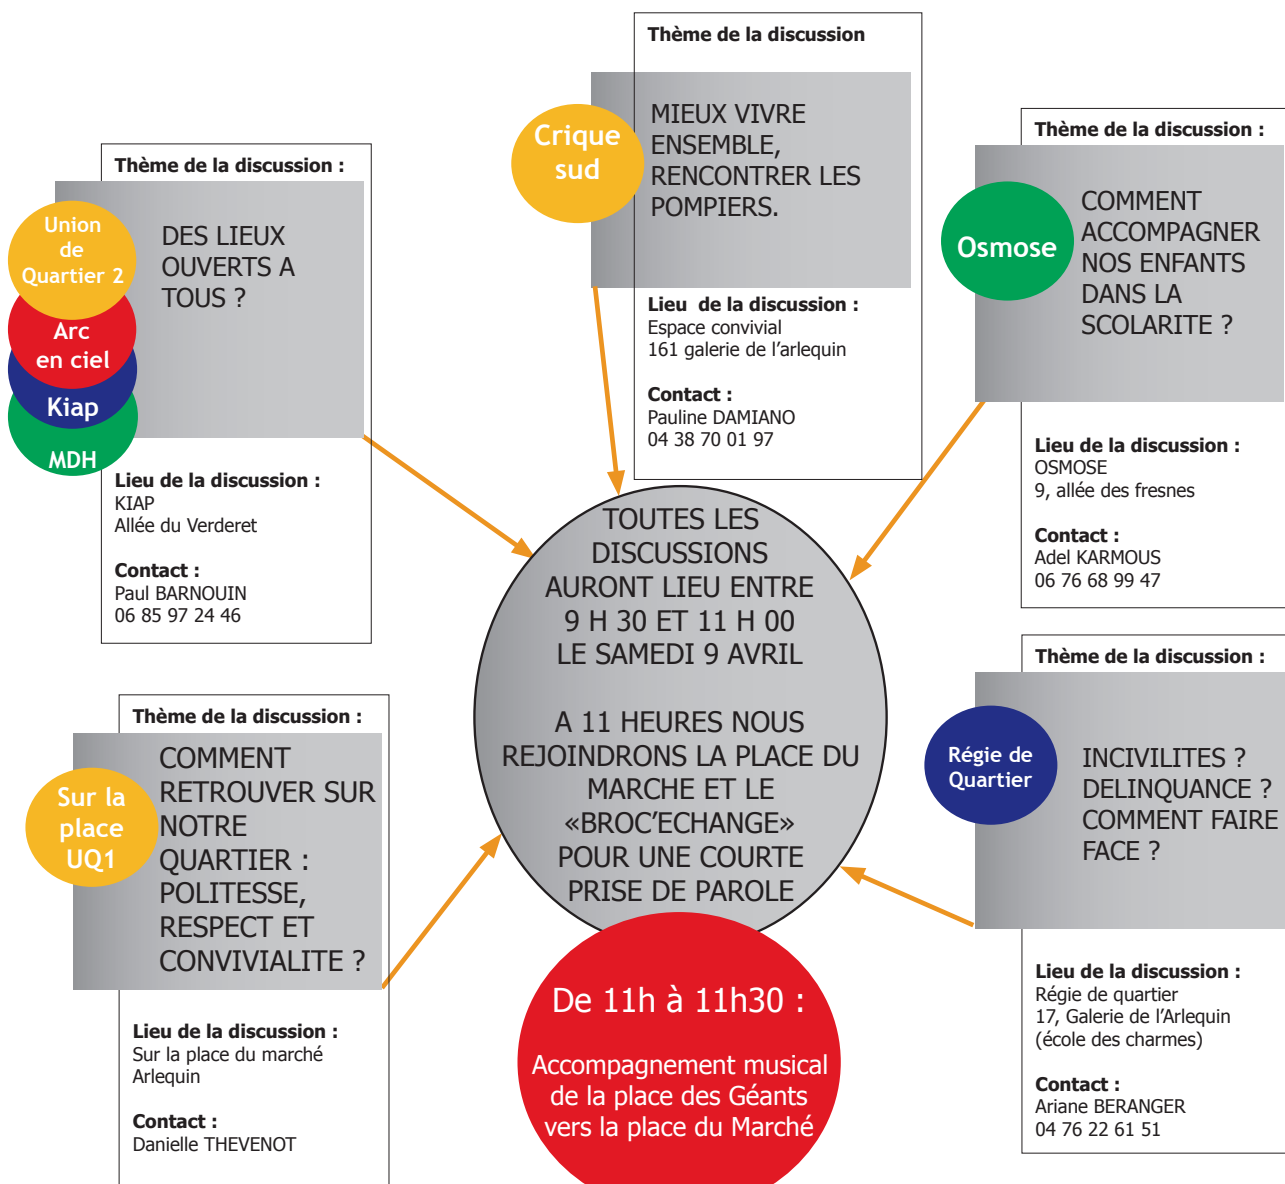 Thème de la discussion
Crique
sud
MIEUX VIVRE
ENSEMBLE,
RENCONTRER LES
POMPIERS.
Lieu  de la discussion :
Espace convivial
161 galerie de l’arlequin
Contact :
Pauline DAMIANO
04 38 70 01 97
Thème de la discussion :
Union
de
Quartier 2
Arc
en ciel
Kiap
MDH
DES LIEUX
OUVERTS A
TOUS ?
Lieu de la discussion :
KIAP
Allée du Verderet
Contact :
Paul BARNOUIN
06 85 97 24 46
Thème de la discussion :
Osmose
COMMENT
ACCOMPAGNER
NOS ENFANTS
DANS LA
SCOLARITE ?
Lieu de la discussion :
OSMOSE
9, allée des fresnes
Contact :
Adel KARMOUS
06 76 68 99 47
TOUTES LES
DISCUSSIONS
AURONT LIEU ENTRE
9 H 30 ET 11 H 00
LE SAMEDI 9 AVRIL
A 11 HEURES NOUS
REJOINDRONS LA PLACE DU
MARCHE ET LE
«BROC’ECHANGE»
POUR UNE COURTE
PRISE DE PAROLE
De 11h à 11h30 :
Accompagnement musical
de la place des Géants
vers la place du Marché
Thème de la discussion :
Sur la
place
UQ1
COMMENT
RETROUVER SUR
NOTRE
QUARTIER :
POLITESSE,
RESPECT ET
CONVIVIALITE ?
Lieu de la discussion :
Sur la place du marché
Arlequin
Contact :
Danielle THEVENOT
Thème de la discussion :
Régie de
Quartier
INCIVILITES ?
DELINQUANCE ?
COMMENT FAIRE
FACE ?
Lieu de la discussion :
Régie de quartier
17, Galerie de l’Arlequin
(école des charmes)
Contact :
Ariane BERANGER
04 76 22 61 51